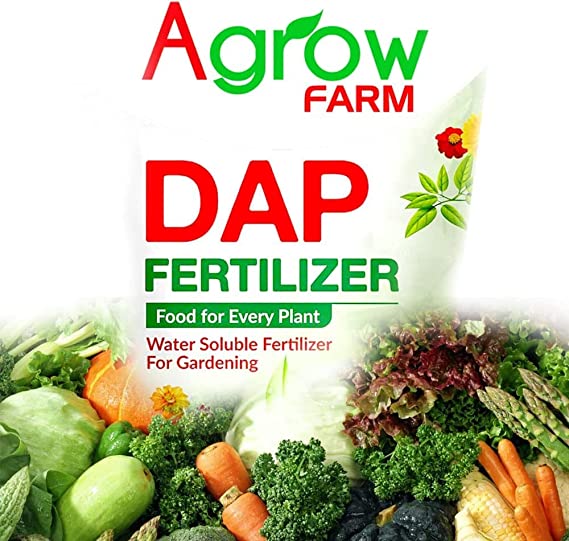 Agrow
FARM
DAP
FERTILIZER
Food for Every Plant
Water Soluble Fertilizer
For Gardening